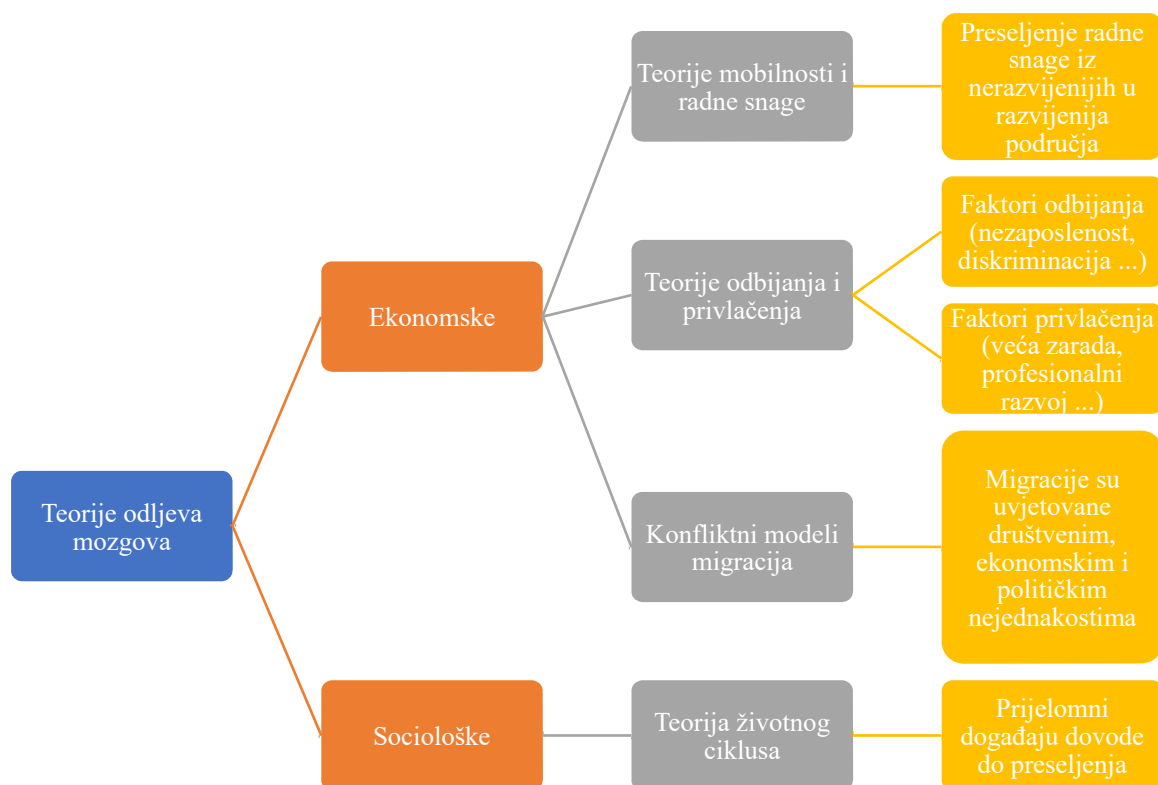 Teorije odljeva
mozgova
Ekonomske
Teorije mobilnosti i
radne snage
Preseljenje radne
snage iz
nerazvijenijih u
razvijenija
područja
Teorije odbijanja i
privlačenja
Faktori odbijanja
(nezaposlenost,
diskriminacija ...)
Faktori privlačenja
(veća zarada,
profesionalni
razvoj ...)
Konfliktni modeli
migracija
Migracije su
uvjetovane
društvenim,
ekonomskim i
političkim
nejednakostima
Sociološke
Teorija životnog
ciklusa
Prijelomni
događaju dovode
do preseljenja